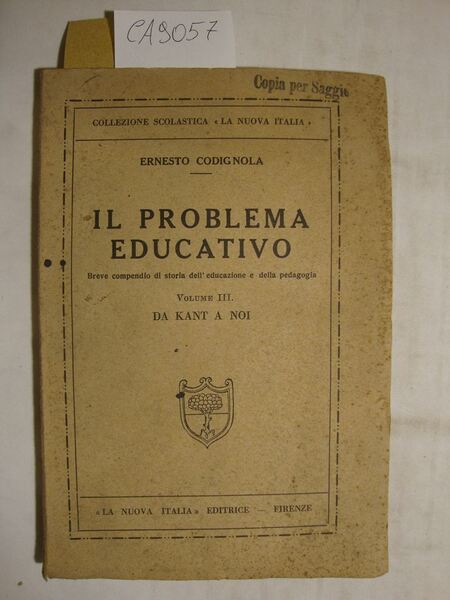 CA9057
Copia per Saggio
COLLEZIONE SCOLASTICA « LA NUOVA ITALIA »
ERNESTO CODIGNOLA
IL PROBLEMA
EDUCATIVO
Breve compendio di storia dell'educazione e della pedagogia
VOLUME III.
DA KANT A NOI
« LA NUOVA ITALIA » EDITRICE — FIRENZE